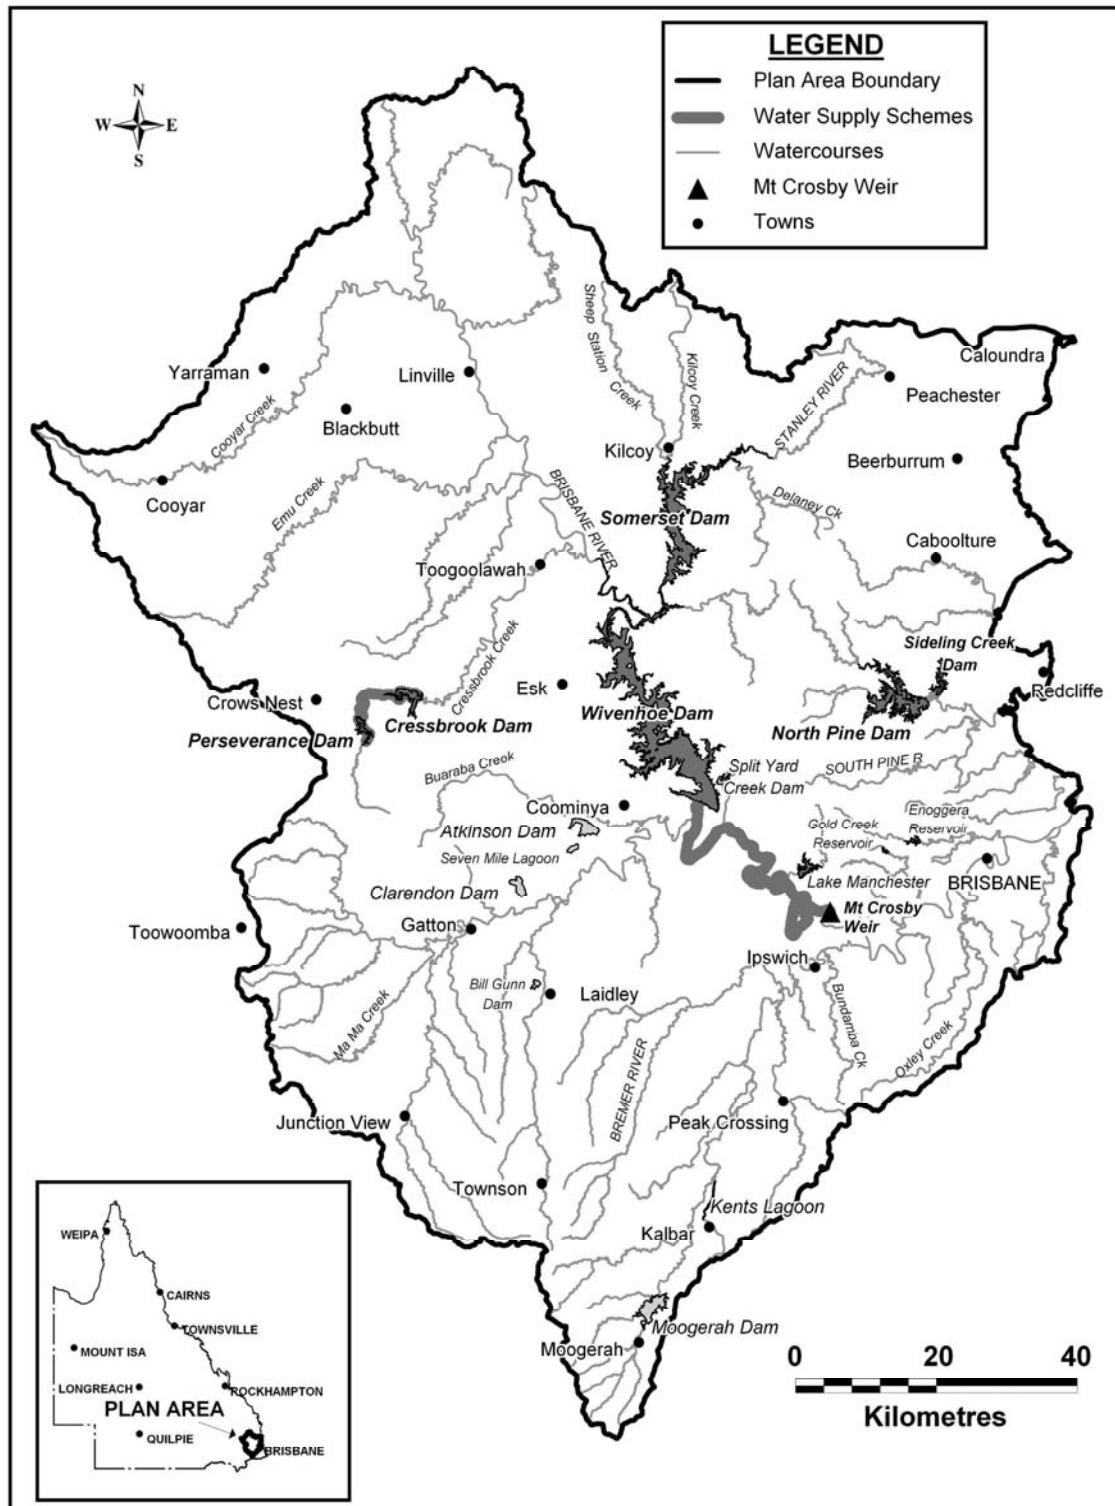 LEGEND
Plan Area Boundary
Water Supply Schemes
Watercourses
Mt Crosby Weir
Towns
N
W E
S
Sheep Station Creek
Kilcoy Creek
STANLEY RIVER
Caloundra
Peachester
Yarraman
Linville
Cooyar Creek
Blackbutt
Kilcoy
Beerburrum
Cooyar
Emu Creek
BRISBANE RIVER
Somerset Dam
Delaney Ck
Caboolture
Toogoolawah
Cressbrook Creek
Sideling Creek
Dam
Redcliffe
Esk
Crows Nest
Cressbrook Dam
Wivenhoe Dam
Perseverance Dam
North Pine Dam
Buaraba Creek
Split Yard
Creek Dam
SOUTH PINE R
Coominya
Enoggera
Reservoir
Gold Creek
Reservoir
Atkinson Dam
Seven Mile Lagoon
Clarendon Dam
Lake Manchester
BRISBANE
Mt Crosby
Weir
Gatton
Toowoomba
Ipswich
Bill Gunn
Dam
Laidley
Ma Ma Creek
Bundamba Ck
Oxley Creek
BREMER RIVER
Junction View
Peak Crossing
Townson
Kents Lagoon
Kalbar
Moogerah Dam
Moogerah
0 20 40
Kilometres
WEIPA
CAIRNS
TOWNSVILLE
MOUNT ISA
LONGREACH
ROCKHAMPTON
PLAN AREA
QUILPIE
BRISBANE